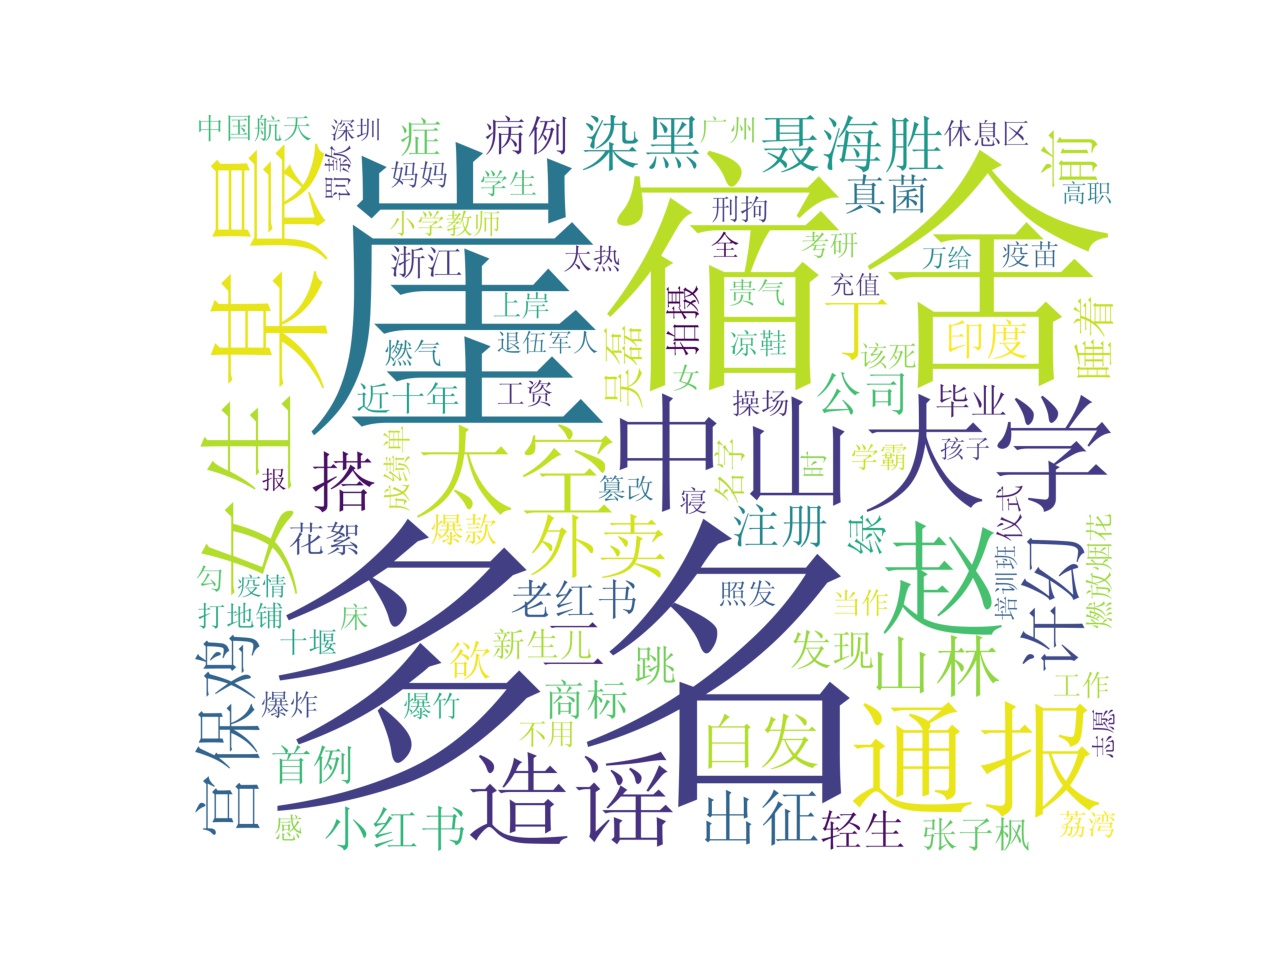 中国航天
深圳
症
病例
染黑
广州
聂海胜
休息区
前
罚款
妈妈
学生
刑拘
真菌
高职
某晨
崖
小学教师
宿舍
全
考研
浙江
太热
万给
疫苗
上岸
贵气
充值
拍摄
丁
睡着
燃气
退伍军人
吴磊
凉鞋
该死
印度
近十年
工资
女
公司
毕业
操场
女生
搭
太空
中山大学
报
成绩单
名字
时
学霸
孩子
篡改
寝
仪式
花絮
爆款
外卖
注册
绿
赵
许幻
燃放烟花
培训班
勾
疫情
多名
老红书
照发
当作
打地铺
床
十堰
欲
新生儿
二
跳
发现
山林
宫保鸡
爆炸
爆竹
商标
工作
不用
白发
通报
志愿
首例
造谣
感
小红书
出征
轻生
张子枫
荔湾